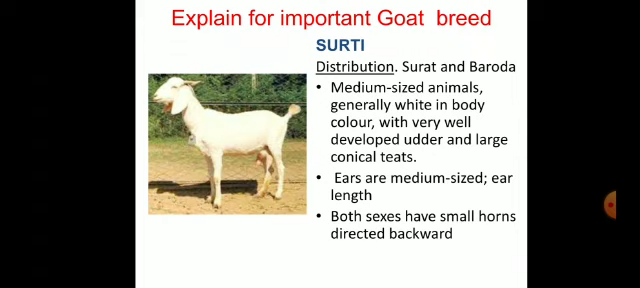 Explain for important Goat breed
SURTI
Distribution. Surat and Baroda
• Medium-sized animals,
generally white in body
colour, with very well
developed udder and large
conical teats.
• Ears are medium-sized; ear
length
• Both sexes have small horns
directed backward